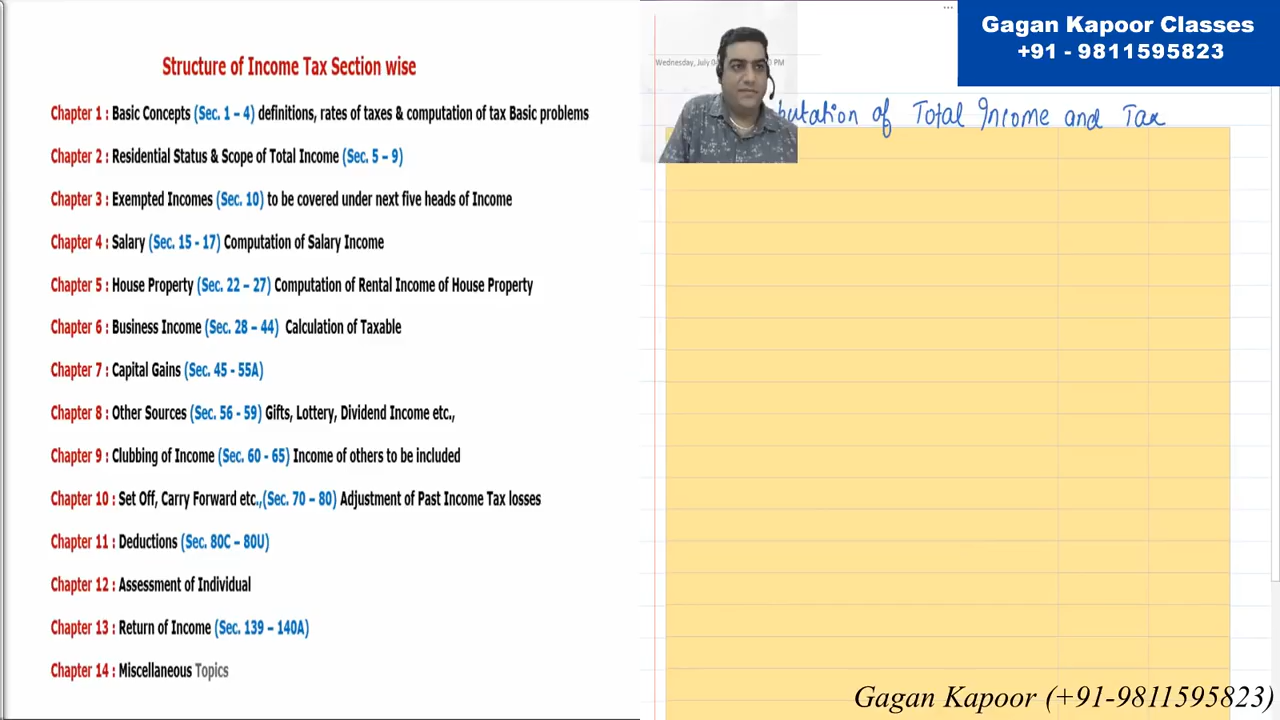 Structure of Income Tax Section wise
Chapter 1 : Basic Concepts (Sec. 1 – 4) definitions, rates of taxes & computation of tax Basic problems
Chapter 2 : Residential Status & Scope of Total Income (Sec. 5 – 9)
Chapter 3 : Exempted Incomes (Sec. 10) to be covered under next five heads of Income
Chapter 4 : Salary (Sec. 15 - 17) Computation of Salary Income
Chapter 5 : House Property (Sec. 22 – 27) Computation of Rental Income of House Property
Chapter 6 : Business Income (Sec. 28 – 44) Calculation of Taxable
Chapter 7 : Capital Gains (Sec. 45 - 55A)
Chapter 8 : Other Sources (Sec. 56 - 59) Gifts, Lottery, Dividend Income etc.,
Chapter 9 : Clubbing of Income (Sec. 60 - 65) Income of others to be included
Chapter 10 : Set Off, Carry Forward etc.,(Sec. 70 – 80) Adjustment of Past Income Tax losses
Chapter 11 : Deductions (Sec. 80C – 80U)
Chapter 12 : Assessment of Individual
Chapter 13 : Return of Income (Sec. 139 – 140A)
Chapter 14 : Miscellaneous Topics
Gagan Kapoor Classes
+91 - 9811595823
Wednesday, July PM
putation of Total Income and Tax
Gagan Kapoor (+91-9811595823)